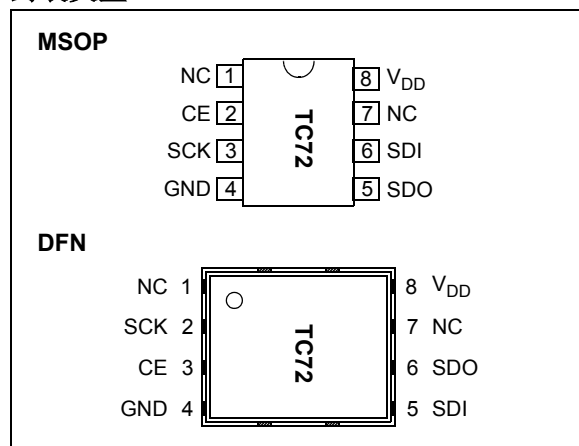 MSOP
NC 1 8 VDD
CE 2 7 NC
SCK 3 6 SDI
GND 4 5 SDO
TC72
DFN
NC 1 8 VDD
SCK 2 7 NC
CE 3 6 SDO
GND 4 5 SDI
TC72